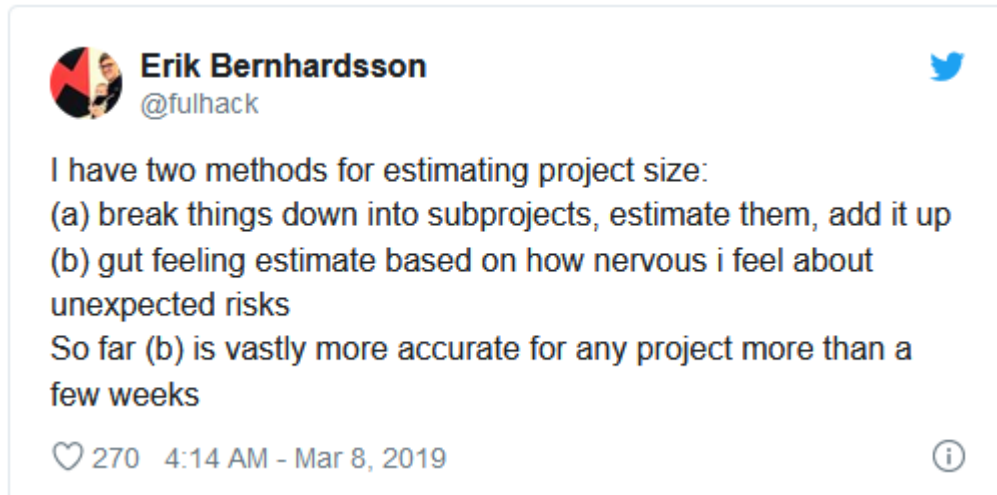 Erik Bernhardsson
@fulhack
I have two methods for estimating project size:
(a) break things down into subprojects, estimate them, add it up
(b) gut feeling estimate based on how nervous i feel about
unexpected risks
So far (b) is vastly more accurate for any project more than a
few weeks
270 4:14 AM - Mar 8, 2019